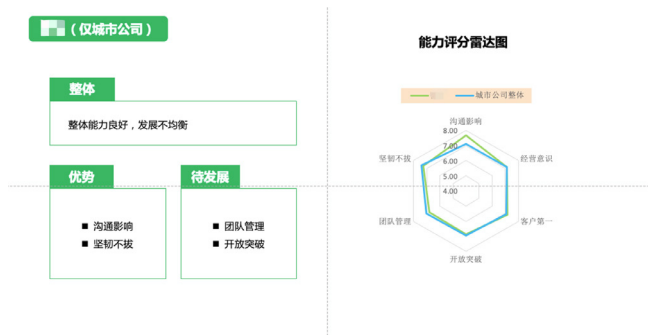 （仅城市公司）
整体
整体能力良好，发展不均衡
优势
待发展
■ 沟通影响
■ 坚韧不拔
■ 团队管理
■ 开放突破
能力评分雷达图
城市公司整体
沟通影响
8.00
7.00
6.00
5.00
4.00
坚韧不拔
经营意识
团队管理
客户第一
开放突破